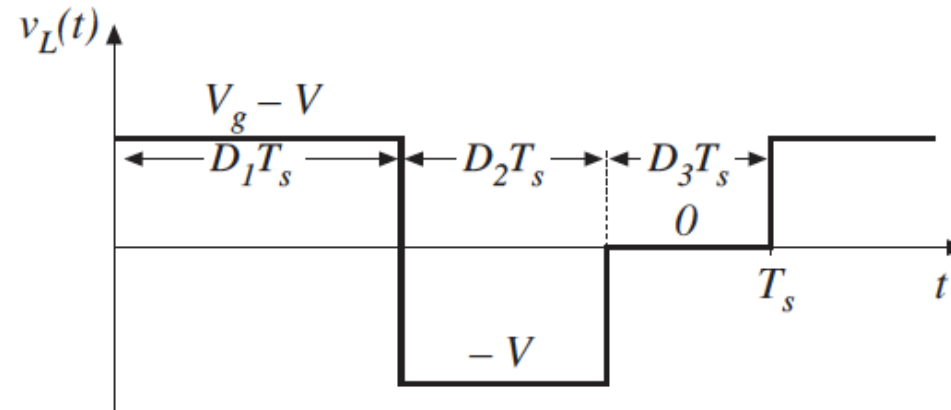 v_L(t)
V_g – V
D_1T_s D_2T_s D_3T_s
0
T_s t
– V